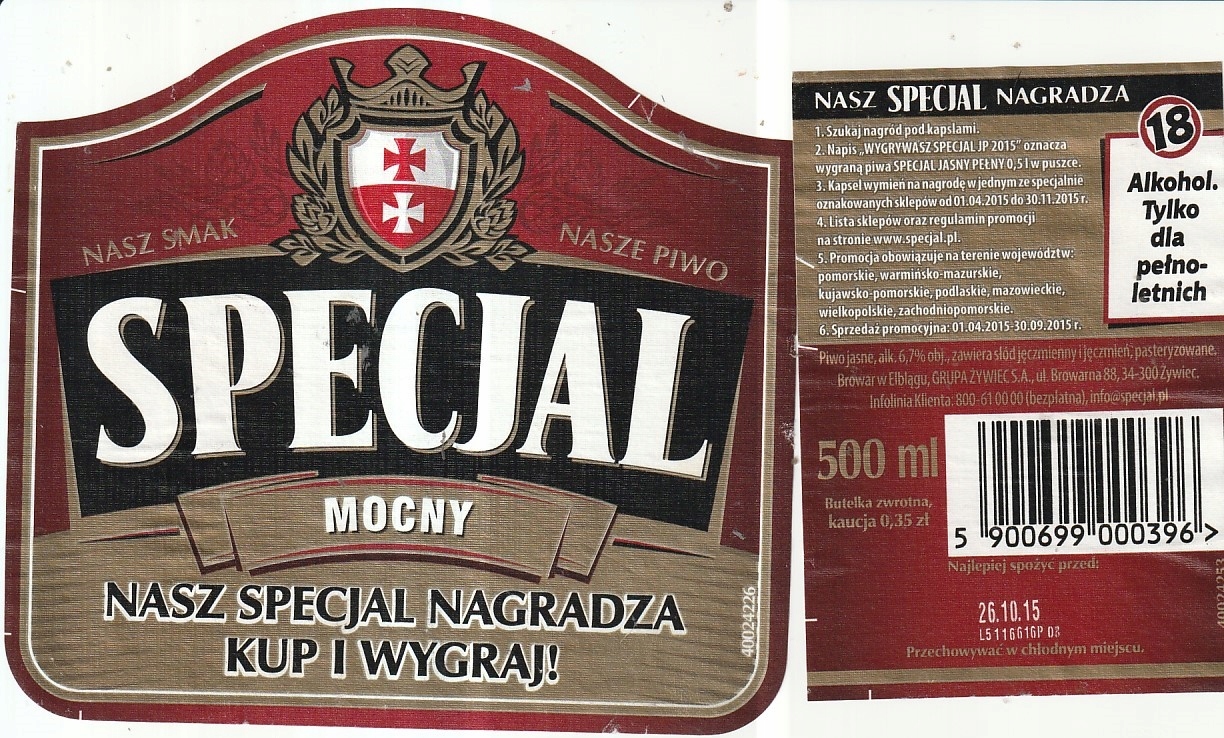 NASZ SMAK
NASZE PIWO
SPECJAL
MOCNY
NASZ SPECJAL NAGRADZA
KUP I WYGRAJ!
40024226
NASZ SPECJAL NAGRADZA
1. Szukaj nagród pod kapslami.
2. Napis „WYGRYWASZ SPECJAL JP 2015” oznacza
wygraną piwa SPECJAL JASNY PEŁNY 0,5 l w puszce.
3. Kapsel wymień na nagrodę w jednym ze specjalnie
oznakowanych sklepów od 01.04.2015 do 30.11.2015 r.
4. Lista sklepów oraz regulamin promocji
na stronie www.specjal.pl.
5. Promocja obowiązuje na terenie województw:
pomorskie, warmińsko-mazurskie,
kujawsko-pomorskie, podlaskie, mazowieckie,
wielkopolskie, zachodniopomorskie.
6. Sprzedaż promocyjna: 01.04.2015-30.09.2015 r.
18
Alkohol.
Tylko
dla
pełno-
letnich
Piwo jasne, alk. 6,7% obj., zawiera słód jęczmienny i jęczmień, pasteryzowane.
Browar w Elblągu, GRUPA ŻYWIEC S.A., ul. Browarna 88, 34-300 Żywiec.
Infolinia Klienta: 800-61 00 00 (bezpłatna), info@specjal.pl
500 ml
Butelka zwrotna,
kaucja 0,35 zł
5 900699 000396 >
Najlepiej spożyć przed:
26.10.15
L511661GP 03
Przechowywać w chłodnym miejscu.